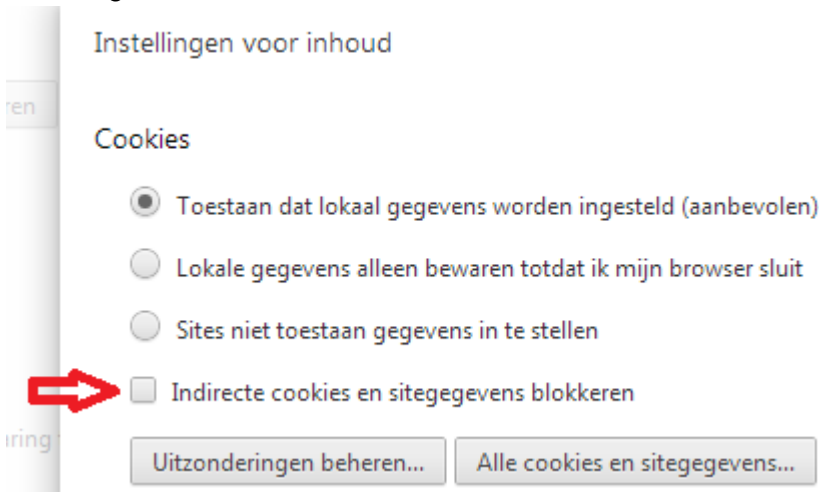 Instellingen voor inhoud
ren
Cookies
Toestaan dat lokaal gegevens worden ingesteld (aanbevolen)
Lokale gegevens alleen bewaren totdat ik mijn browser sluit
Sites niet toestaan gegevens in te stellen
Indirecte cookies en sitegegevens blokkeren
aring
Uitzonderingen beheren... Alle cookies en sitegegevens...